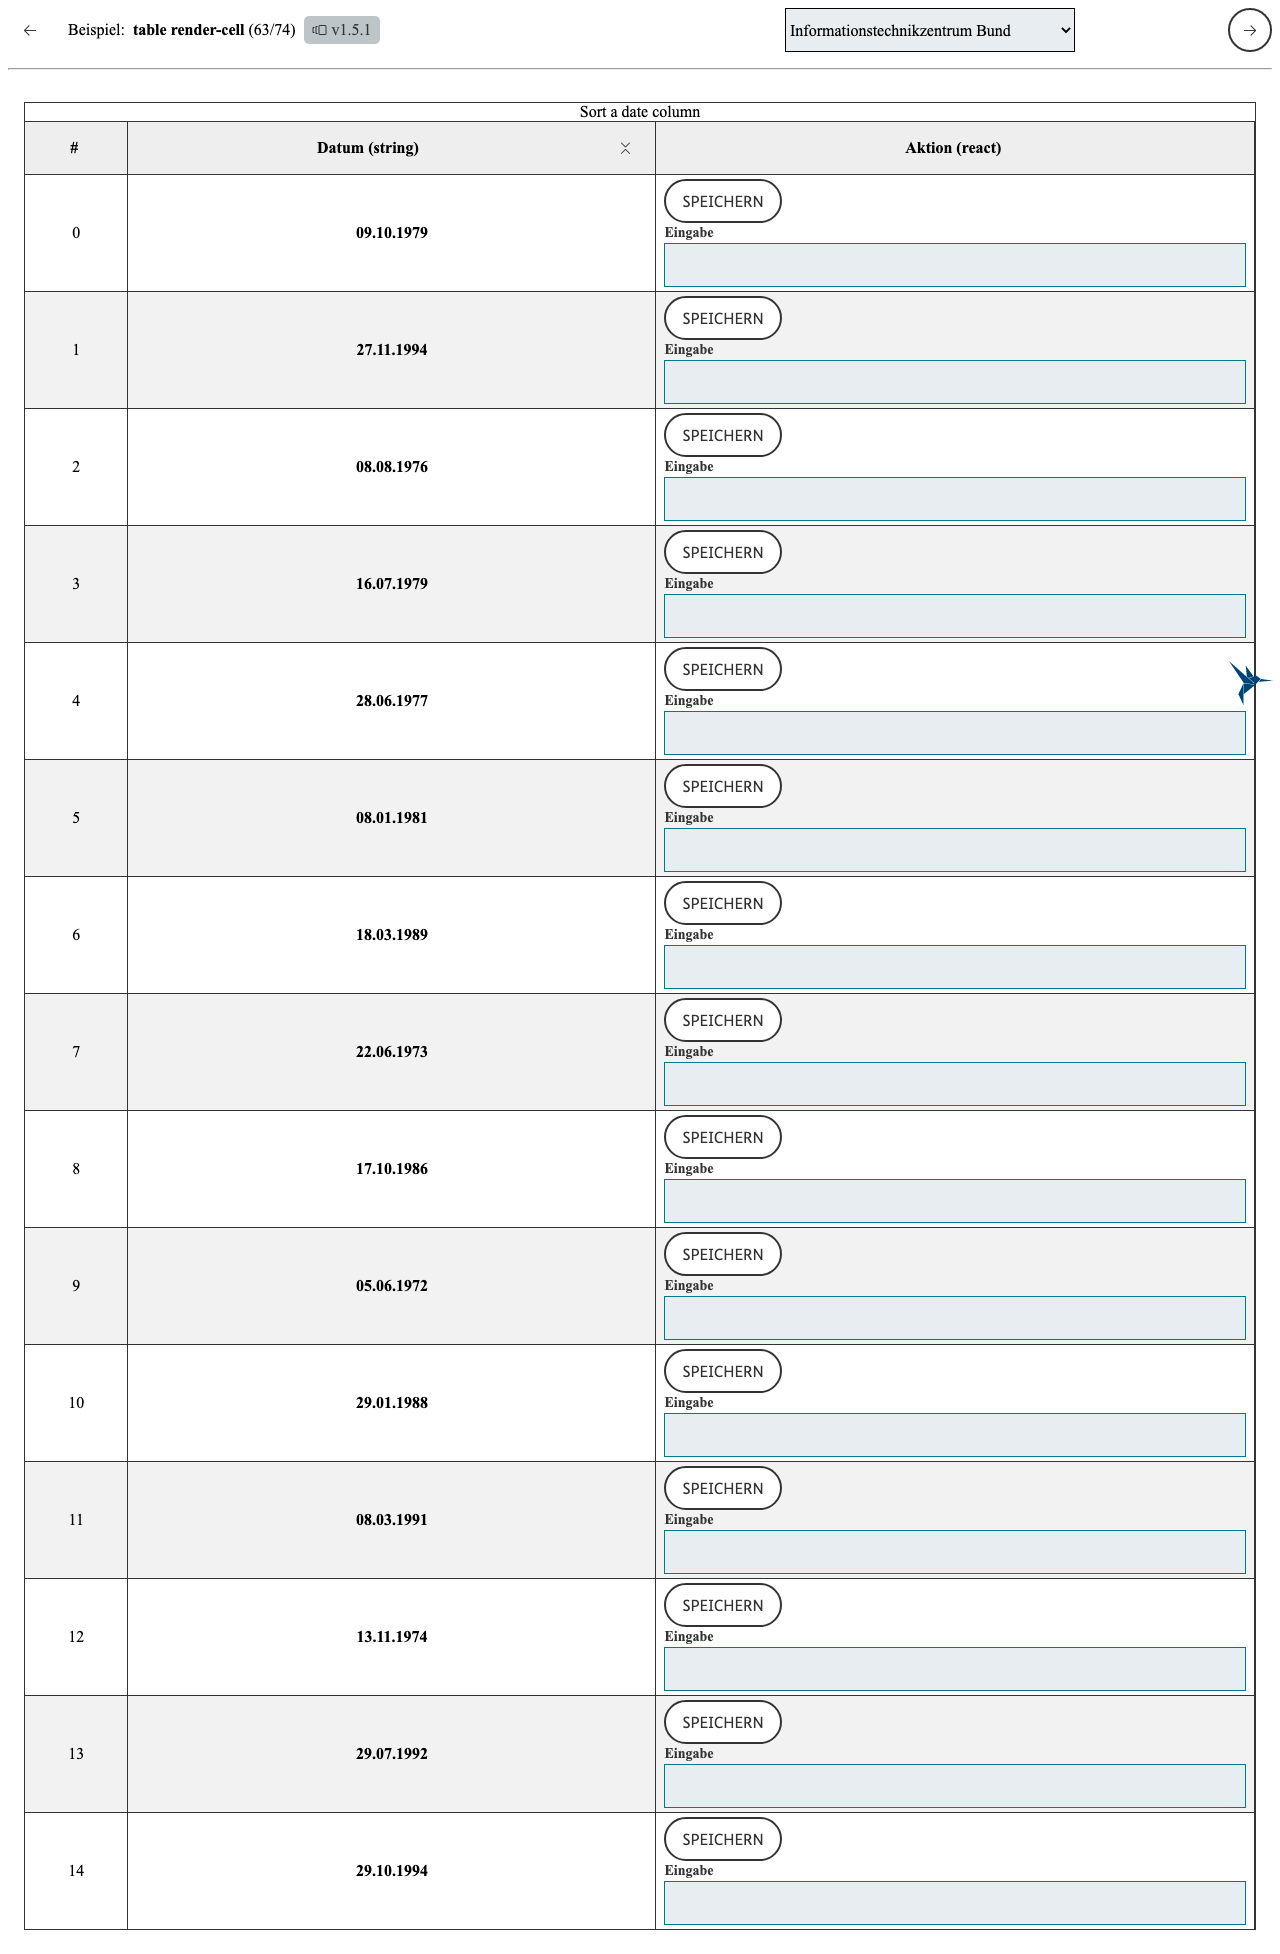 Beispiel: table render-cell (63/74) v1.5.1 Informationstechnikzentrum Bund
Sort a date column
# Datum (string) Aktion (react)
SPEICHERN
0 09.10.1979 Eingabe
SPEICHERN
1 27.11.1994 Eingabe
SPEICHERN
2 08.08.1976 Eingabe
SPEICHERN
3 16.07.1979 Eingabe
SPEICHERN
4 28.06.1977 Eingabe
SPEICHERN
5 08.01.1981 Eingabe
SPEICHERN
6 18.03.1989 Eingabe
SPEICHERN
7 22.06.1973 Eingabe
SPEICHERN
8 17.10.1986 Eingabe
SPEICHERN
9 05.06.1972 Eingabe
SPEICHERN
10 29.01.1988 Eingabe
SPEICHERN
11 08.03.1991 Eingabe
SPEICHERN
12 13.11.1974 Eingabe
SPEICHERN
13 29.07.1992 Eingabe
SPEICHERN
14 29.10.1994 Eingabe